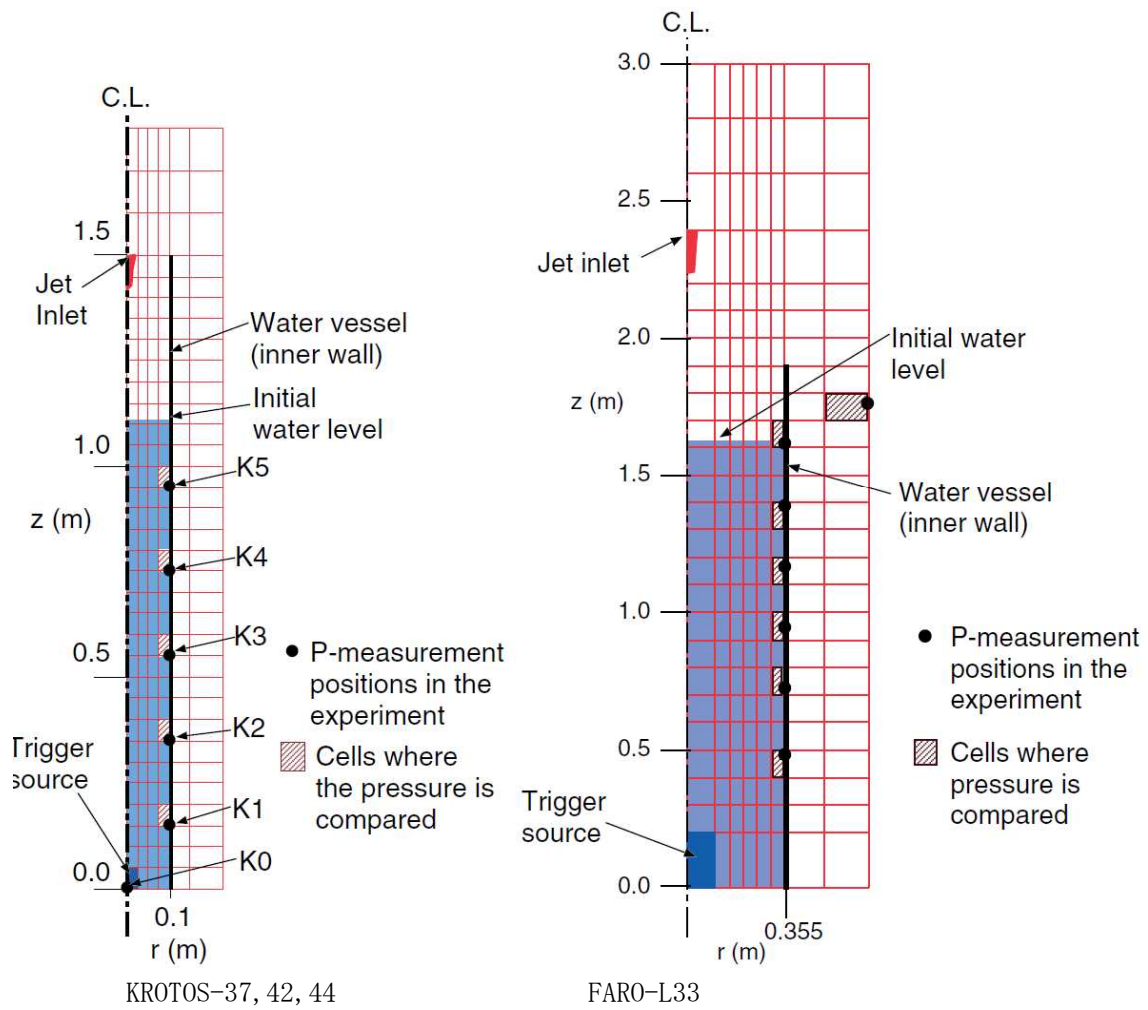 C.L.
1.5
Jet
Inlet
Water vessel
(inner wall)
Initial
water level
1.0
K5
z (m)
K4
K3
0.5
P-measurement
positions in the
experiment
K2
Trigger
source
Cells where
the pressure is
compared
K1
K0
0.0
0.1
r (m)
KROTOS-37, 42, 44
C.L.
3.0
2.5
Jet inlet
2.0
Initial water
level
z (m)
1.5
Water vessel
(inner wall)
1.0
P-measurement
positions in the
experiment
0.5
Cells where
pressure is
compared
Trigger
source
0.0
0.355
r (m)
FARO-L33